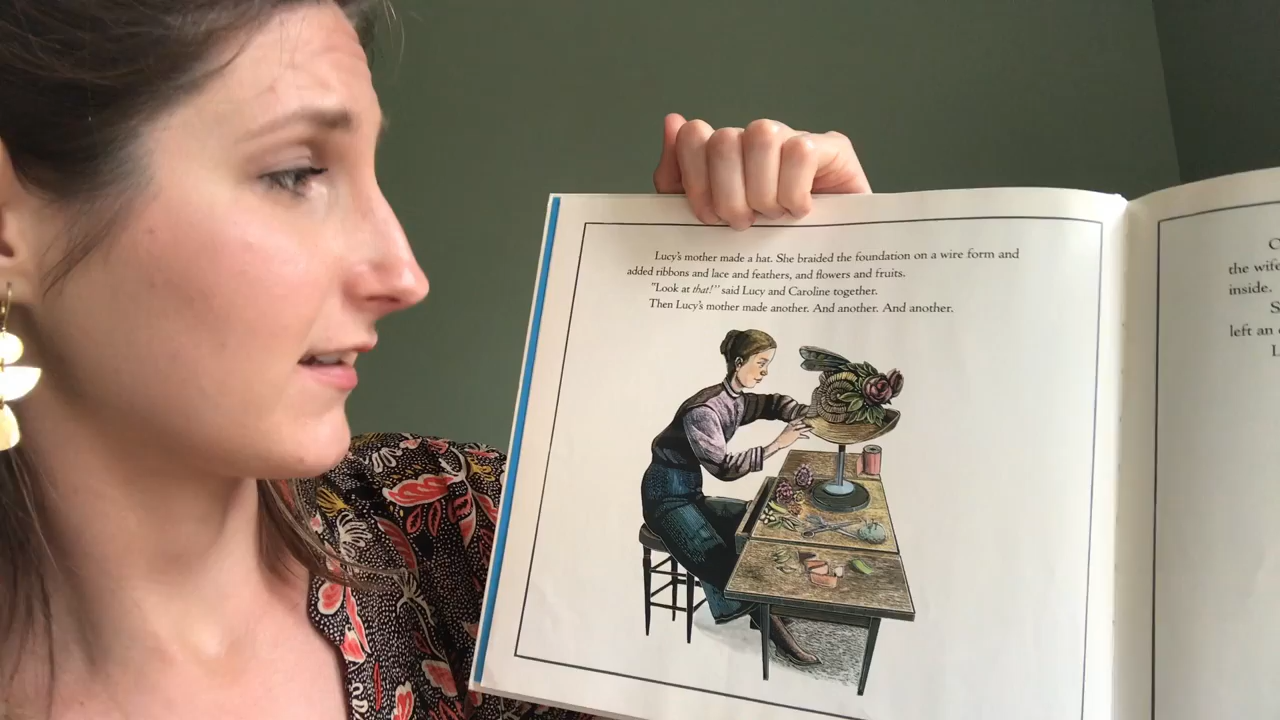 Lucy's mother made a hat. She braided the foundation on a wire form and
added ribbons and lace and feathers, and flowers and fruits.
"Look at that!" said Lucy and Caroline together.
Then Lucy's mother made another. And another. And another.
the wife
inside.
left an